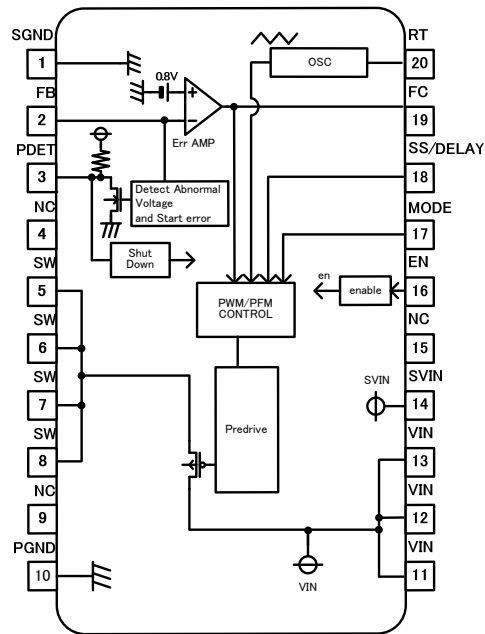 SGND
1
FB
2
PDET
3
NC
4
SW
5
SW
6
SW
7
SW
8
NC
9
PGND
10
0.8V
+
−
Err AMP
Detect Abnormal
Voltage
and Start error
Shut
Down
OSC
PWM/PFM
CONTROL
en
enable
Predrive
SVIN
VIN
RT
20
FC
19
SS/DELAY
18
MODE
17
EN
16
NC
15
SVIN
14
VIN
13
VIN
12
VIN
11